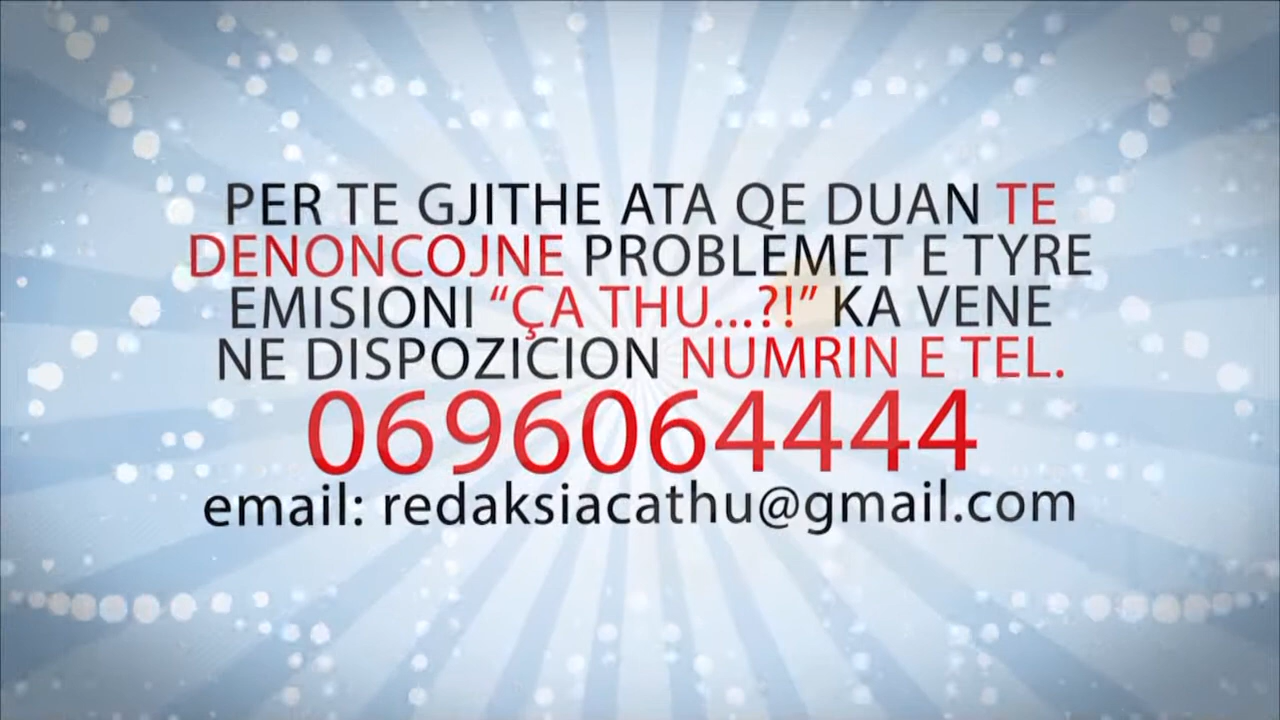 PER TE GJITHE ATA QE DUAN TE
DENONCOJNE PROBLEMET E TYRE
EMISIONI “ÇA THU...?!” KA VENE
NE DISPOZICION NUMRIN E TEL.
0696064444
email: redaksiacathu@gmail.com